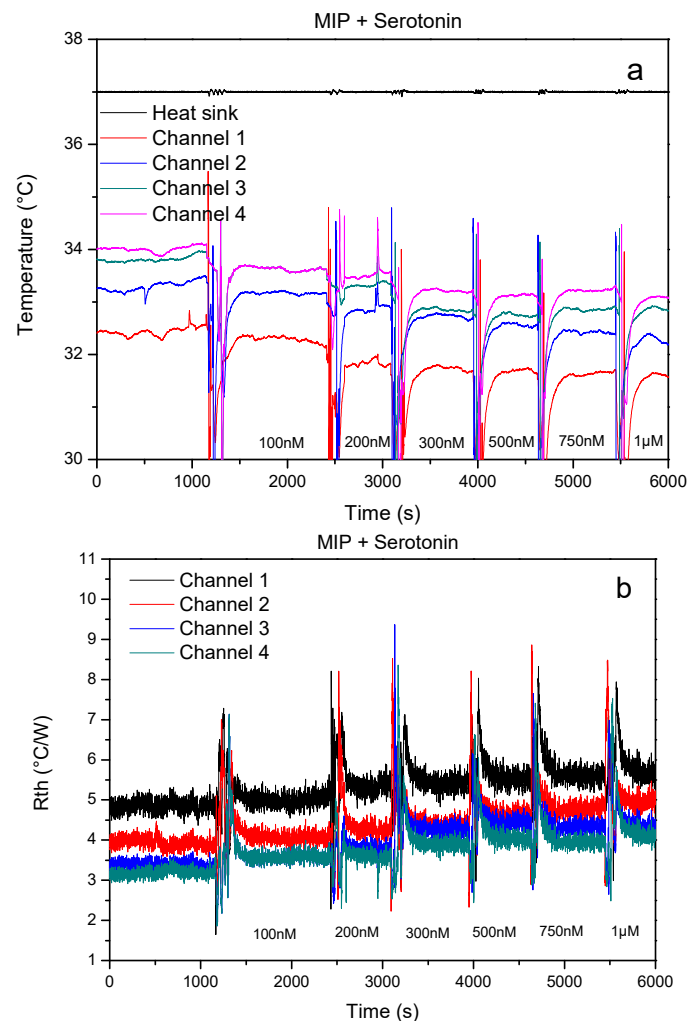 MIP + Serotonin
a
38
36
34
32
30
Temperature (°C)
Heat sink
Channel 1
Channel 2
Channel 3
Channel 4
100nM 200nM 300nM 500nM 750nM 1µM
0 1000 2000 3000 4000 5000 6000
Time (s)
MIP + Serotonin
b
11
10
9
8
7
6
5
4
3
2
1
Rth (°C/W)
Channel 1
Channel 2
Channel 3
Channel 4
100nM 200nM 300nM 500nM 750nM 1µM
0 1000 2000 3000 4000 5000 6000
Time (s)